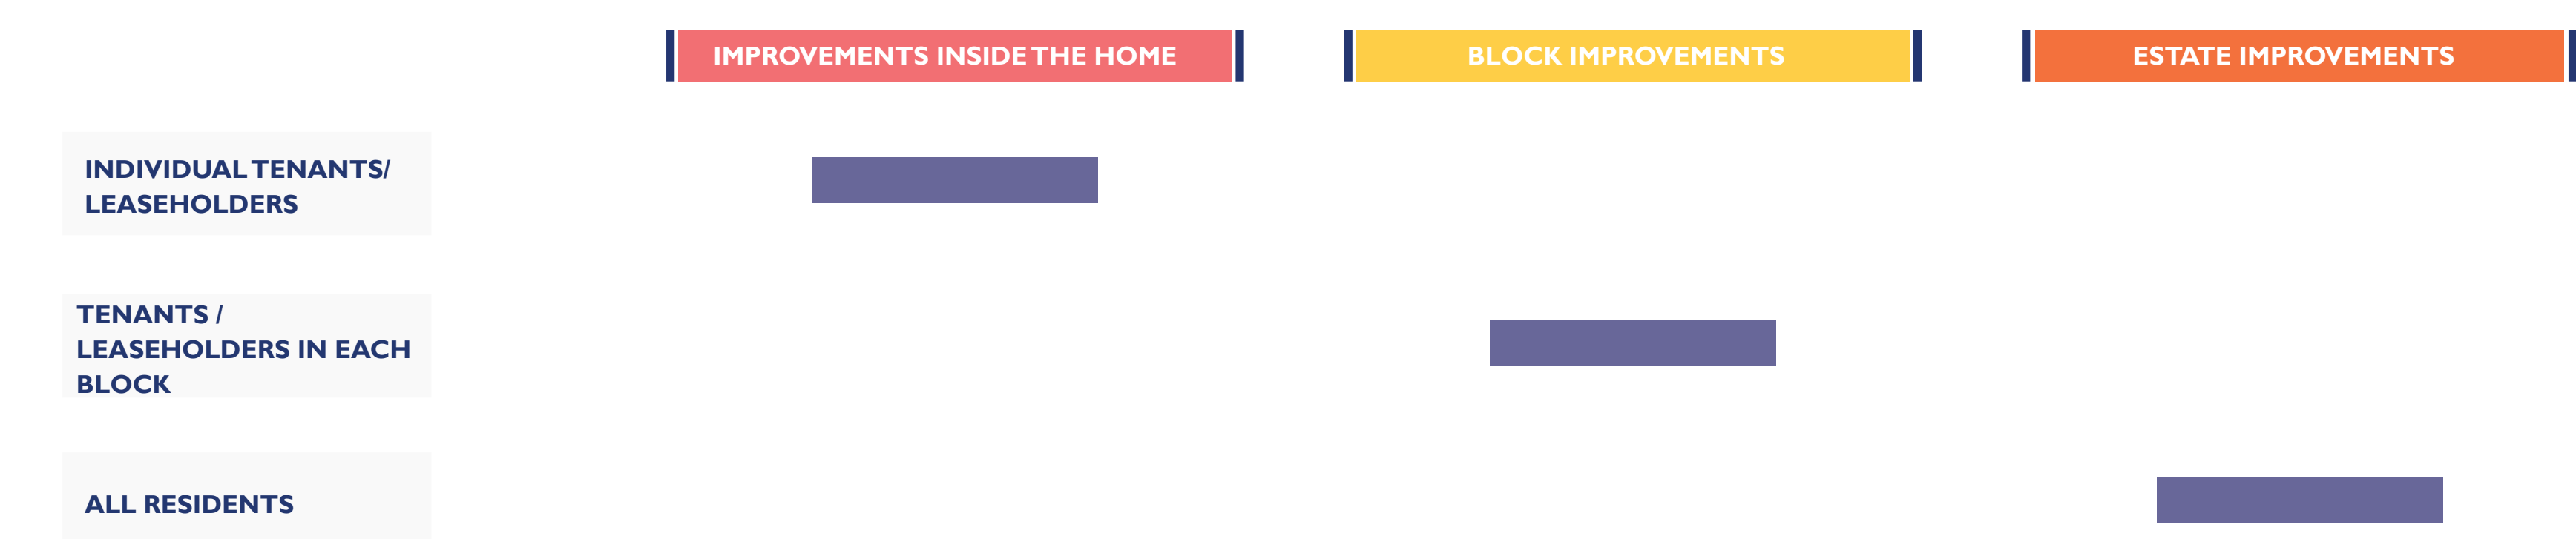 IMPROVEMENTS INSIDE THE HOME
BLOCK IMPROVEMENTS
ESTATE IMPROVEMENTS
INDIVIDUAL TENANTS/
LEASEHOLDERS
TENANTS /
LEASEHOLDERS IN EACH
BLOCK
ALL RESIDENTS